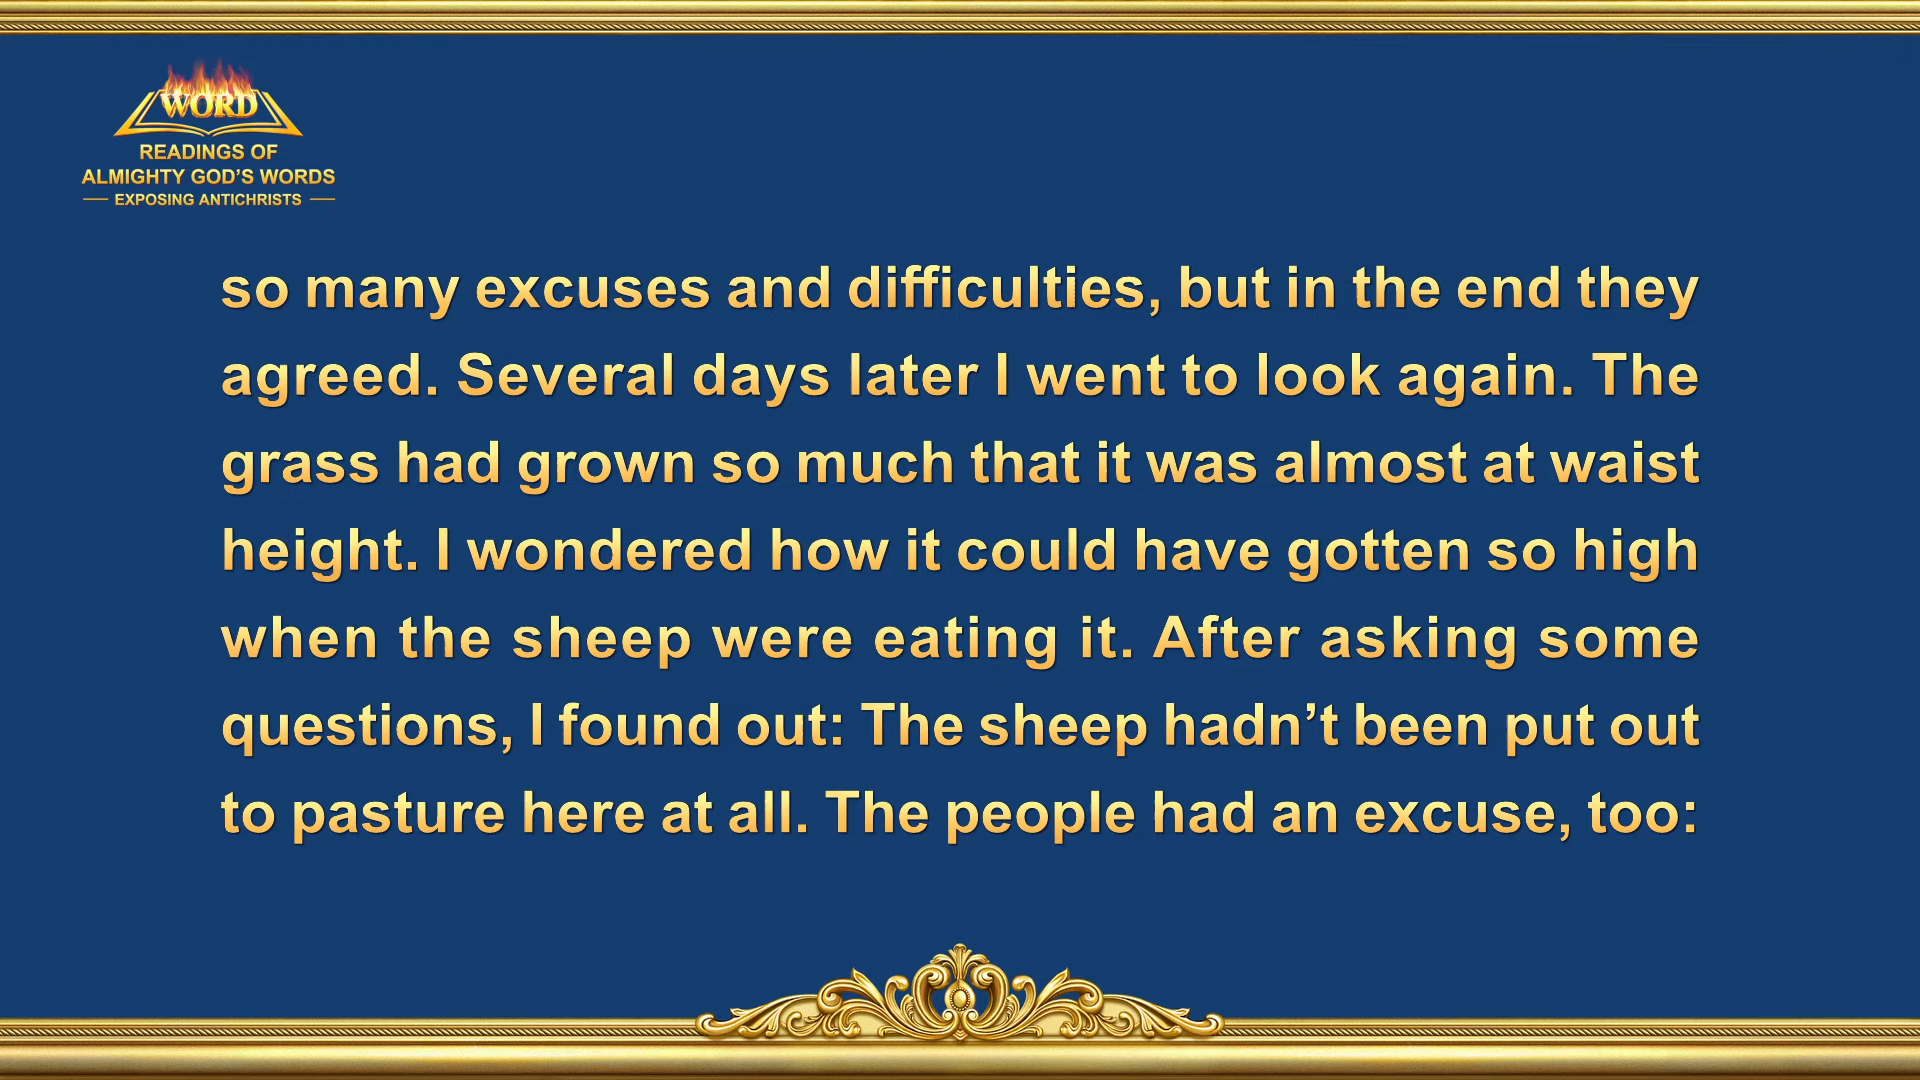 WORD
READINGS OF
ALMIGHTY GOD'S WORDS
EXPOSING ANTICHRISTS
so many excuses and difficulties, but in the end they
agreed. Several days later I went to look again. The
grass had grown so much that it was almost at waist
height. I wondered how it could have gotten so high
when the sheep were eating it. After asking some
questions, I found out: The sheep hadn’t been put out
to pasture here at all. The people had an excuse, too: